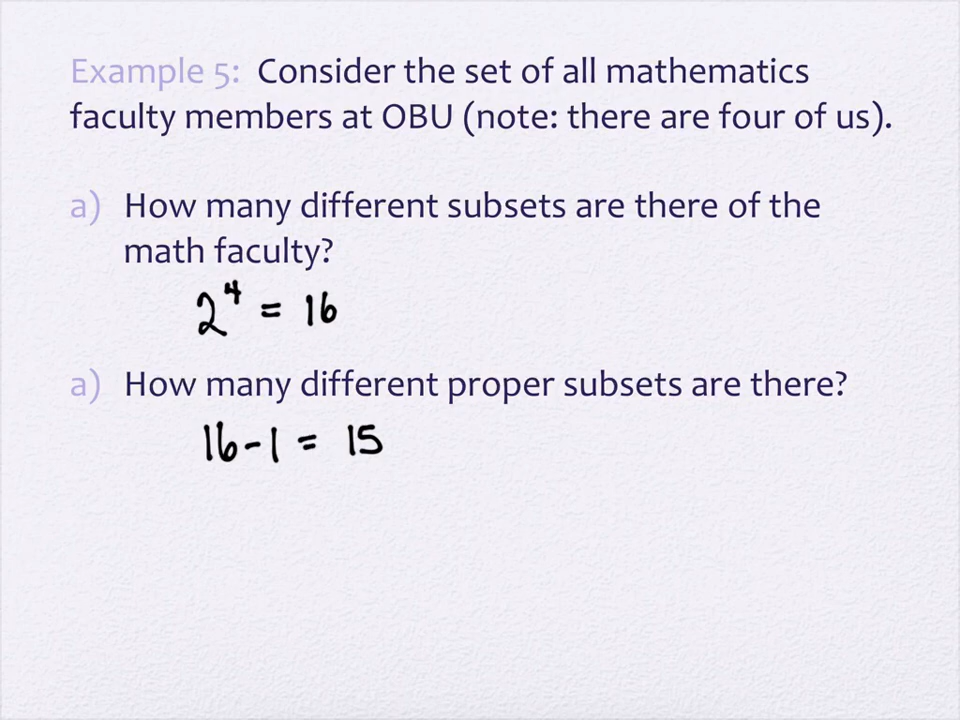 Example 5: Consider the set of all mathematics
faculty members at OBU (note: there are four of us).
a) How many different subsets are there of the
math faculty?
2⁴ = 16
a) How many different proper subsets are there?
16-1 = 15